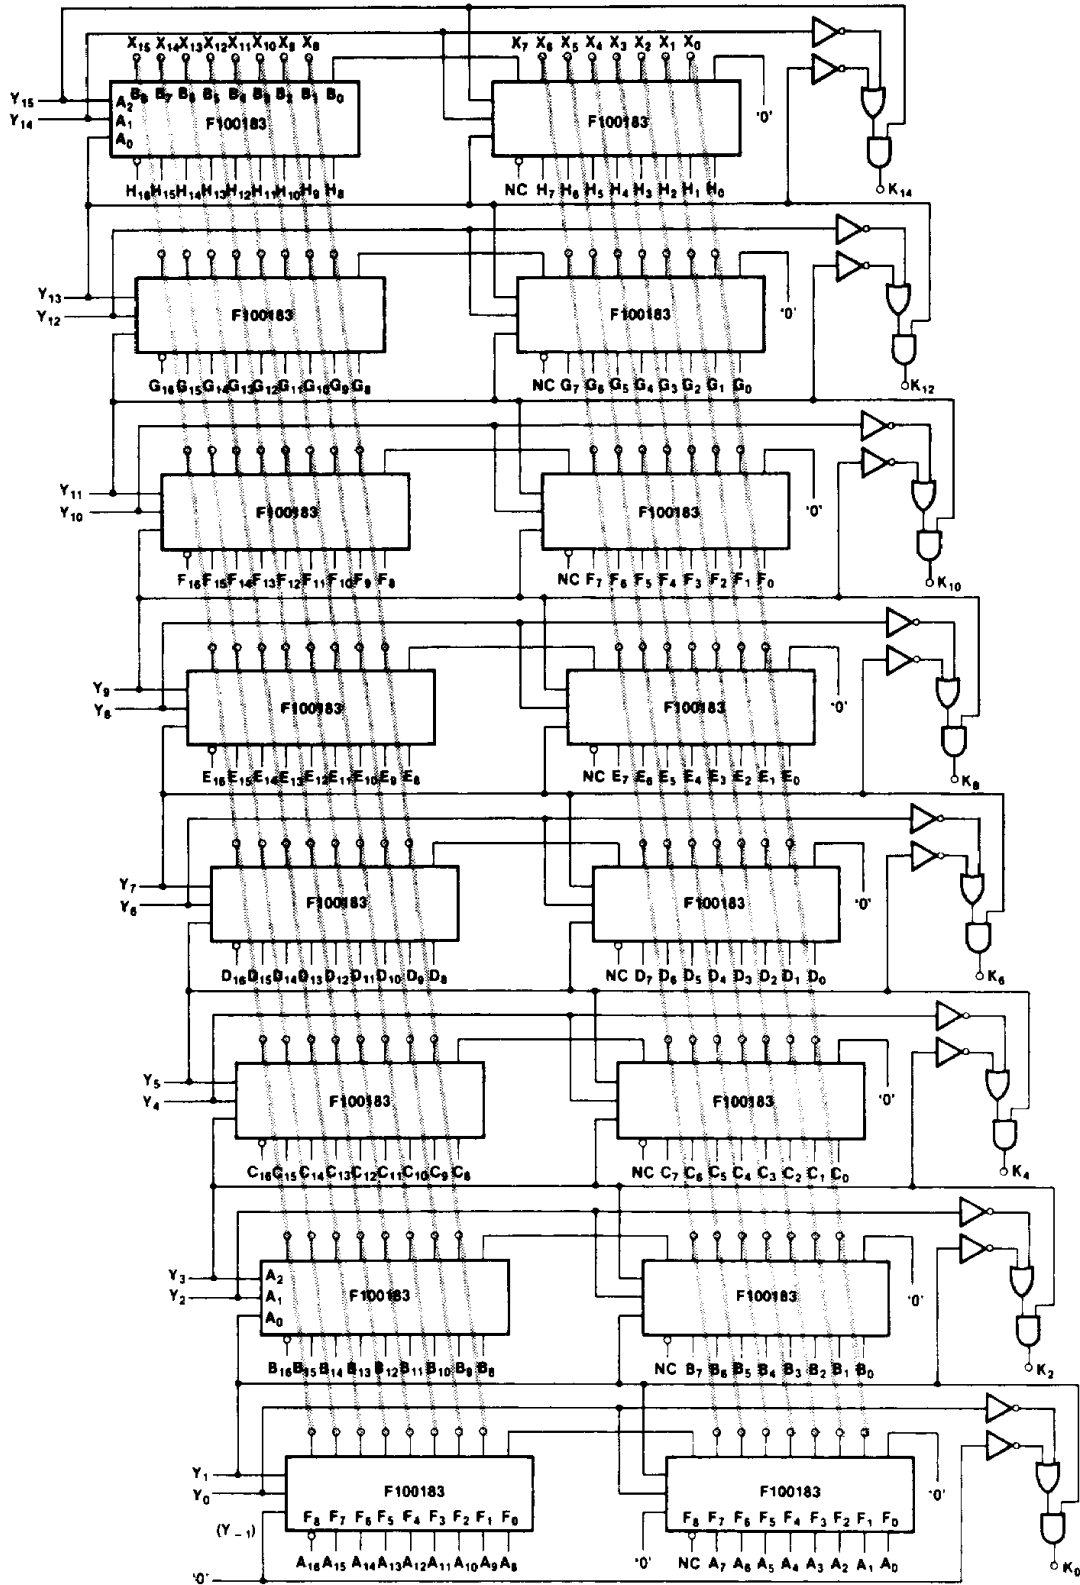 X15 X14 X13 X12 X11 X10 X9 X8 X7 X6 X5 X4 X3 X2 X1 X0
B8 B7 B6 B5 B4 B3 B2 B1 B0
Y15 A2
Y14 A1 F100183 F100183 '0'
A0
H16 H15 H14 H13 H12 H11 H10 H9 H8 NC H7 H6 H5 H4 H3 H2 H1 H0 K14
Y13
Y12 F100183 F100183 '0'
G16 G15 G14 G13 G12 G11 G10 G9 G8 NC G7 G6 G5 G4 G3 G2 G1 G0 K12
Y11
Y10 F100183 F100183 '0'
F16 F15 F14 F13 F12 F11 F10 F9 F8 NC F7 F6 F5 F4 F3 F2 F1 F0 K10
Y9
Y8 F100183 F100183 '0'
E16 E15 E14 E13 E12 E11 E10 E9 E8 NC E7 E6 E5 E4 E3 E2 E1 E0 K8
Y7
Y6 F100183 F100183 '0'
D16 D15 D14 D13 D12 D11 D10 D9 D8 NC D7 D6 D5 D4 D3 D2 D1 D0 K6
Y5
Y4 F100183 F100183 '0'
C16 C15 C14 C13 C12 C11 C10 C9 C8 NC C7 C6 C5 C4 C3 C2 C1 C0 K4
Y3 A2
Y2 A1 F100183 F100183 '0'
A0
B16 B15 B14 B13 B12 B11 B10 B9 B8 NC B7 B6 B5 B4 B3 B2 B1 B0 K2
Y1
Y0 F100183 F100183 '0'
F8 F7 F6 F5 F4 F3 F2 F1 F0 F8 F7 F6 F5 F4 F3 F2 F1 F0
(Y–1)
A16 A15 A14 A13 A12 A11 A10 A9 A8 '0' NC A7 A6 A5 A4 A3 A2 A1 A0 K0
'0'